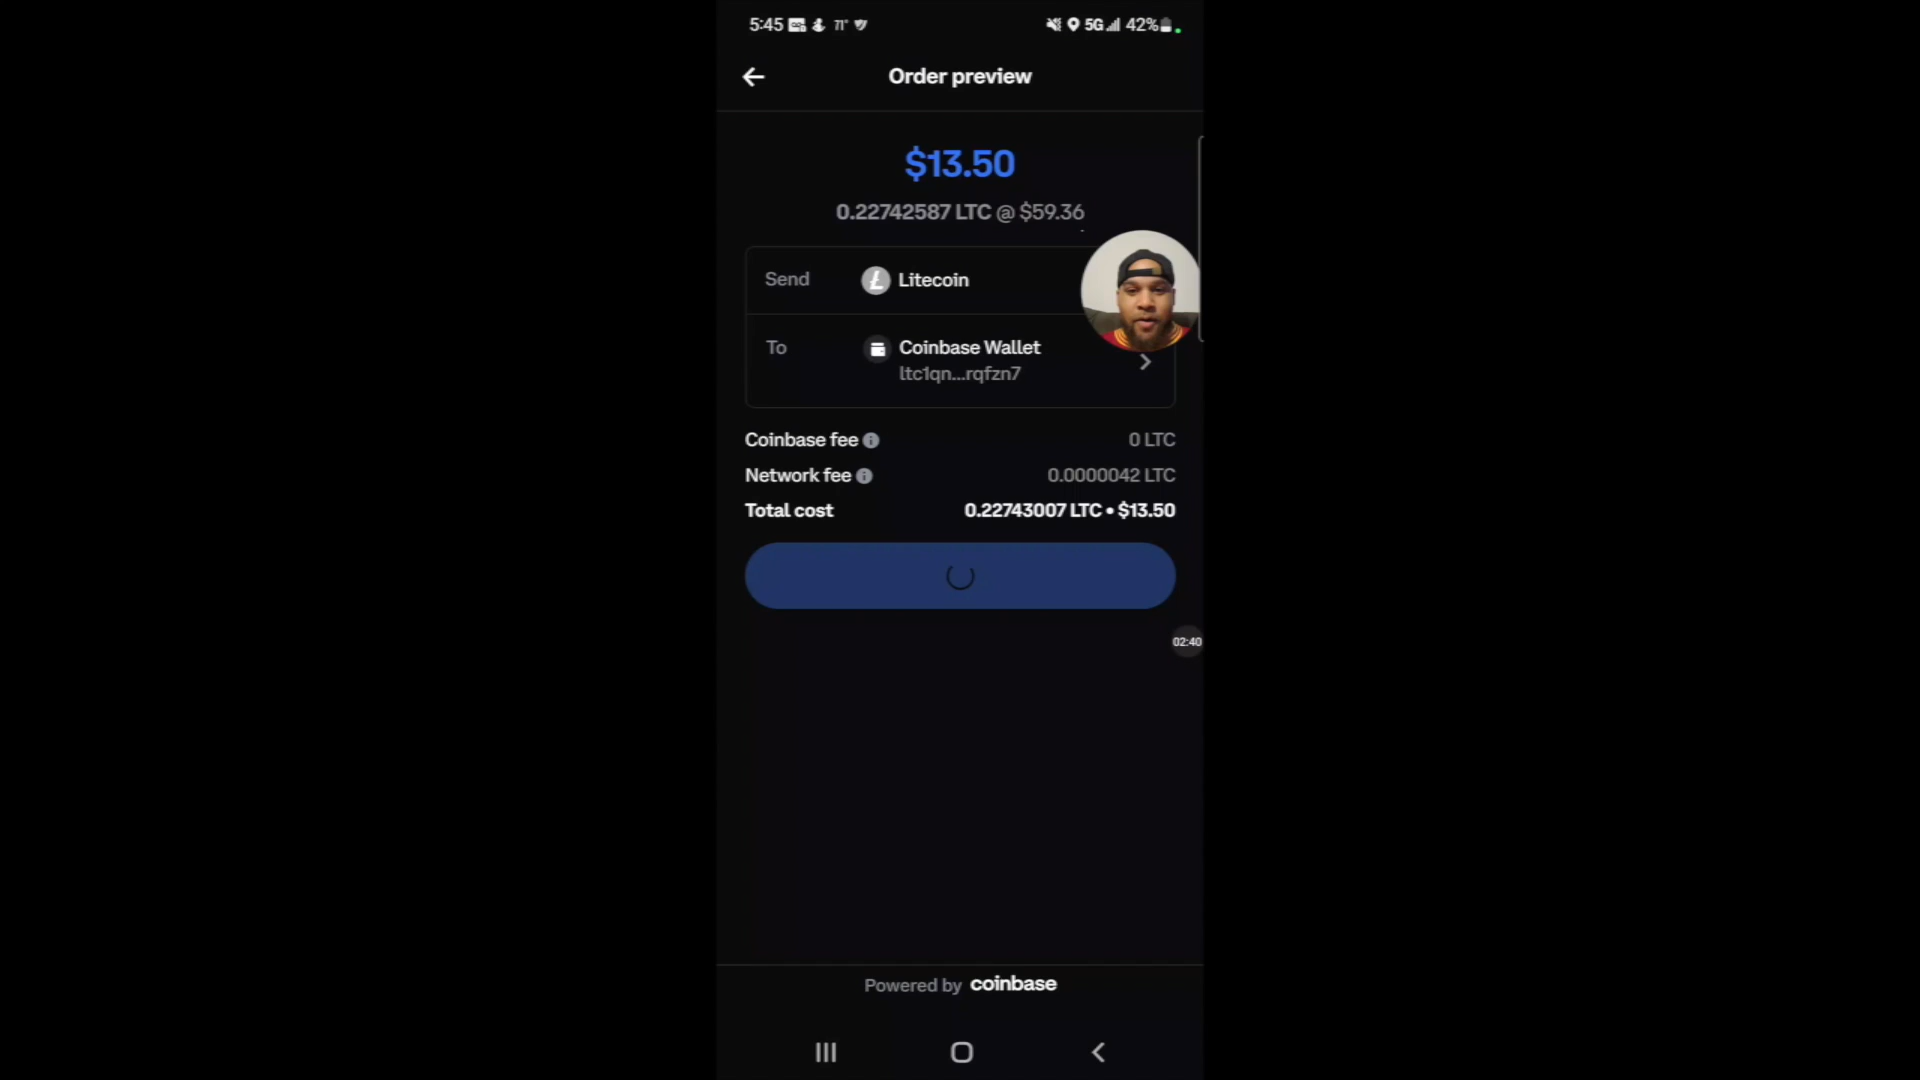 5:45 71° 5G 42%
Order preview
$13.50
0.22742587 LTC @ $59.36
Send Litecoin
To Coinbase Wallet
ltc1qn...rqfzn7
Coinbase fee 0 LTC
Network fee 0.0000042 LTC
Total cost 0.22743007 LTC • $13.50
02:40
Powered by coinbase